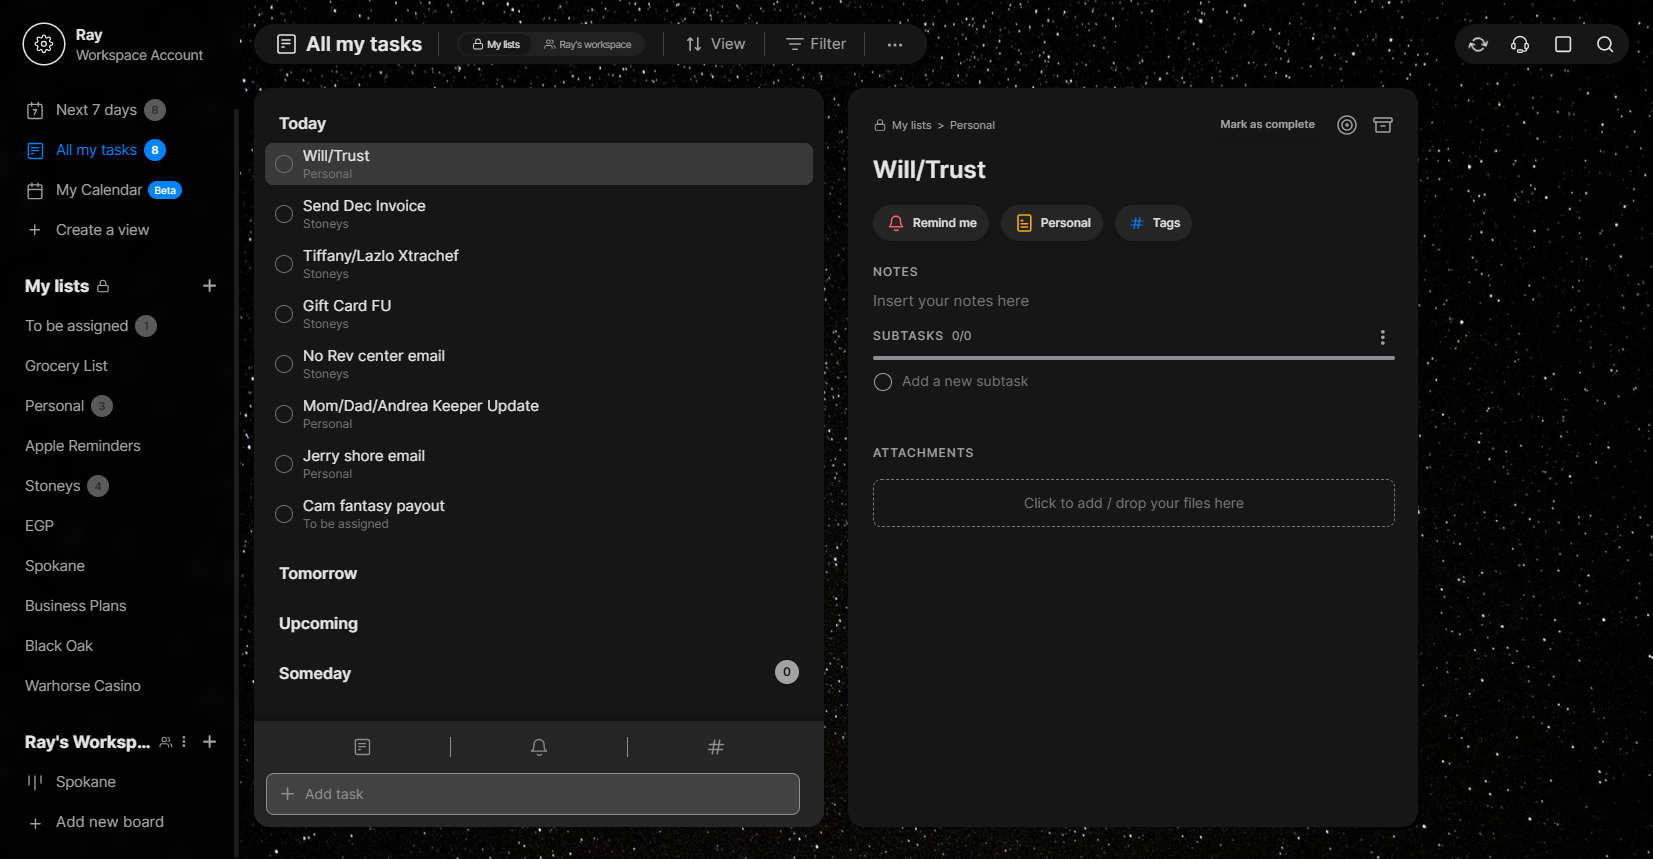 Ray
Workspace Account
7
Next 7 days 8
All my tasks 8
My Calendar Beta
Create a view
My lists
To be assigned 1
Grocery List
Personal 3
Apple Reminders
Stoneys 4
EGP
Spokane
Business Plans
Black Oak
Warhorse Casino
Ray's Worksp...
Spokane
Add new board
All my tasks
My lists
Ray's workspace
View
Filter
Today
Will/Trust
Personal
Send Dec Invoice
Stoneys
Tiffany/Lazlo Xtrachef
Stoneys
Gift Card FU
Stoneys
No Rev center email
Stoneys
Mom/Dad/Andrea Keeper Update
Personal
Jerry shore email
Personal
Cam fantasy payout
To be assigned
Tomorrow
Upcoming
Someday 0
Add task
My lists > Personal
Mark as complete
Will/Trust
Remind me
Personal
# Tags
NOTES
Insert your notes here
SUBTASKS 0/0
Add a new subtask
ATTACHMENTS
Click to add / drop your files here